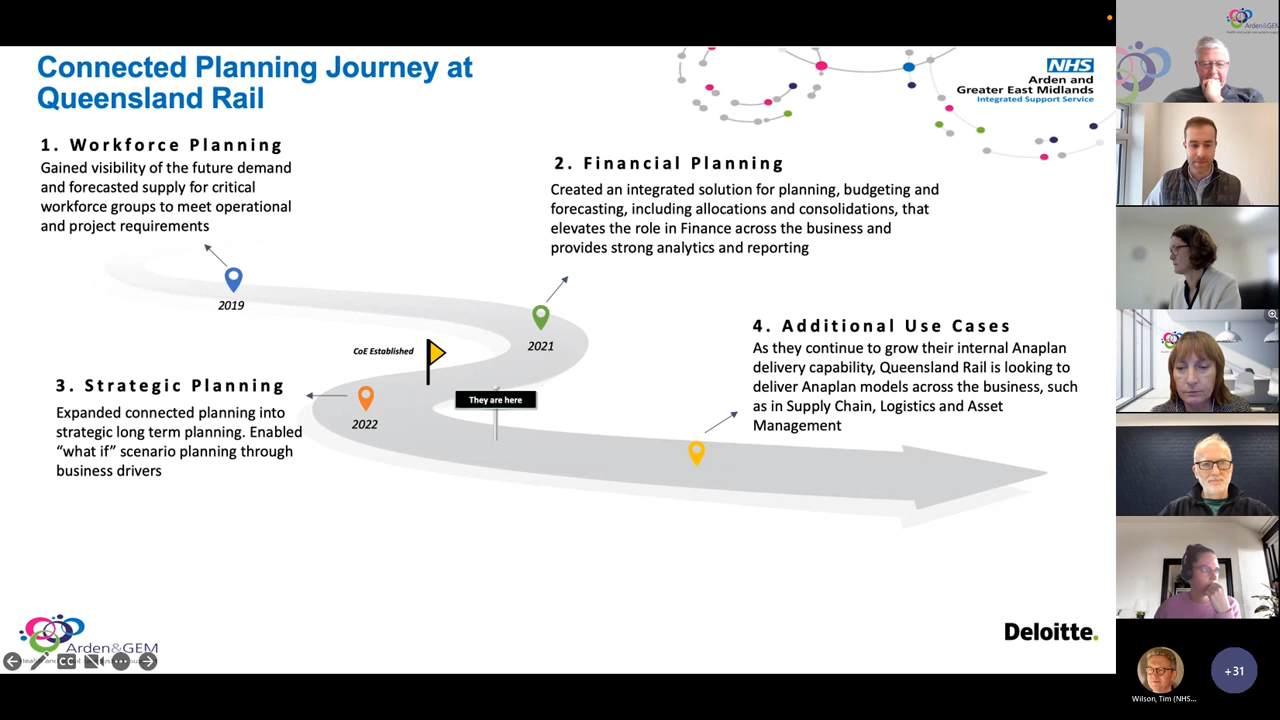 Connected Planning Journey at
Queensland Rail
NHS
Arden and
Greater East Midlands
Integrated Support Service
1. Workforce Planning
Gained visibility of the future demand
and forecasted supply for critical
workforce groups to meet operational
and project requirements
2019
2. Financial Planning
Created an integrated solution for planning, budgeting and
forecasting, including allocations and consolidations, that
elevates the role in Finance across the business and
provides strong analytics and reporting
2021
CoE Established
They are here
3. Strategic Planning
Expanded connected planning into
strategic long term planning. Enabled
“what if” scenario planning through
business drivers
2022
4. Additional Use Cases
As they continue to grow their internal Anaplan
delivery capability, Queensland Rail is looking to
deliver Anaplan models across the business, such
as in Supply Chain, Logistics and Asset
Management
Arden&GEM
CC
Deloitte.
Arden&GEM
Wilson, Tim (NHS...
+31